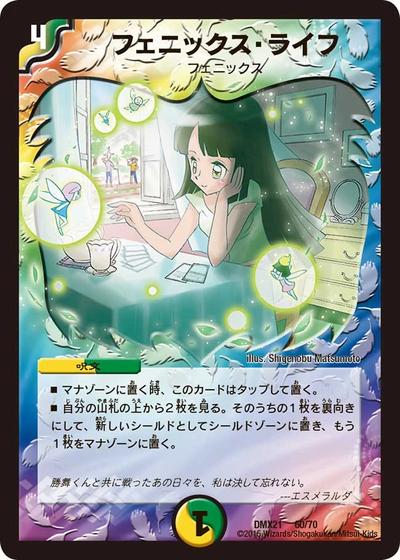 4
フェニックス・ライフ
フェニックス
illus. Shigenobu Matsumoto
呪文
■ マナゾーンに置く時、このカードはタップして置く。
■ 自分の山札の上から2枚を見る。そのうちの1枚を裏向き
にして、新しいシールドとしてシールドゾーンに置き、もう
1枚をマナゾーンに置く。
勝舞くんと共に戦ったあの日々を、私は決して忘れない。
---エスメラルダ
1
DMX21 60/70
©2015 Wizards/Shogakukan/Mitsui-Kids